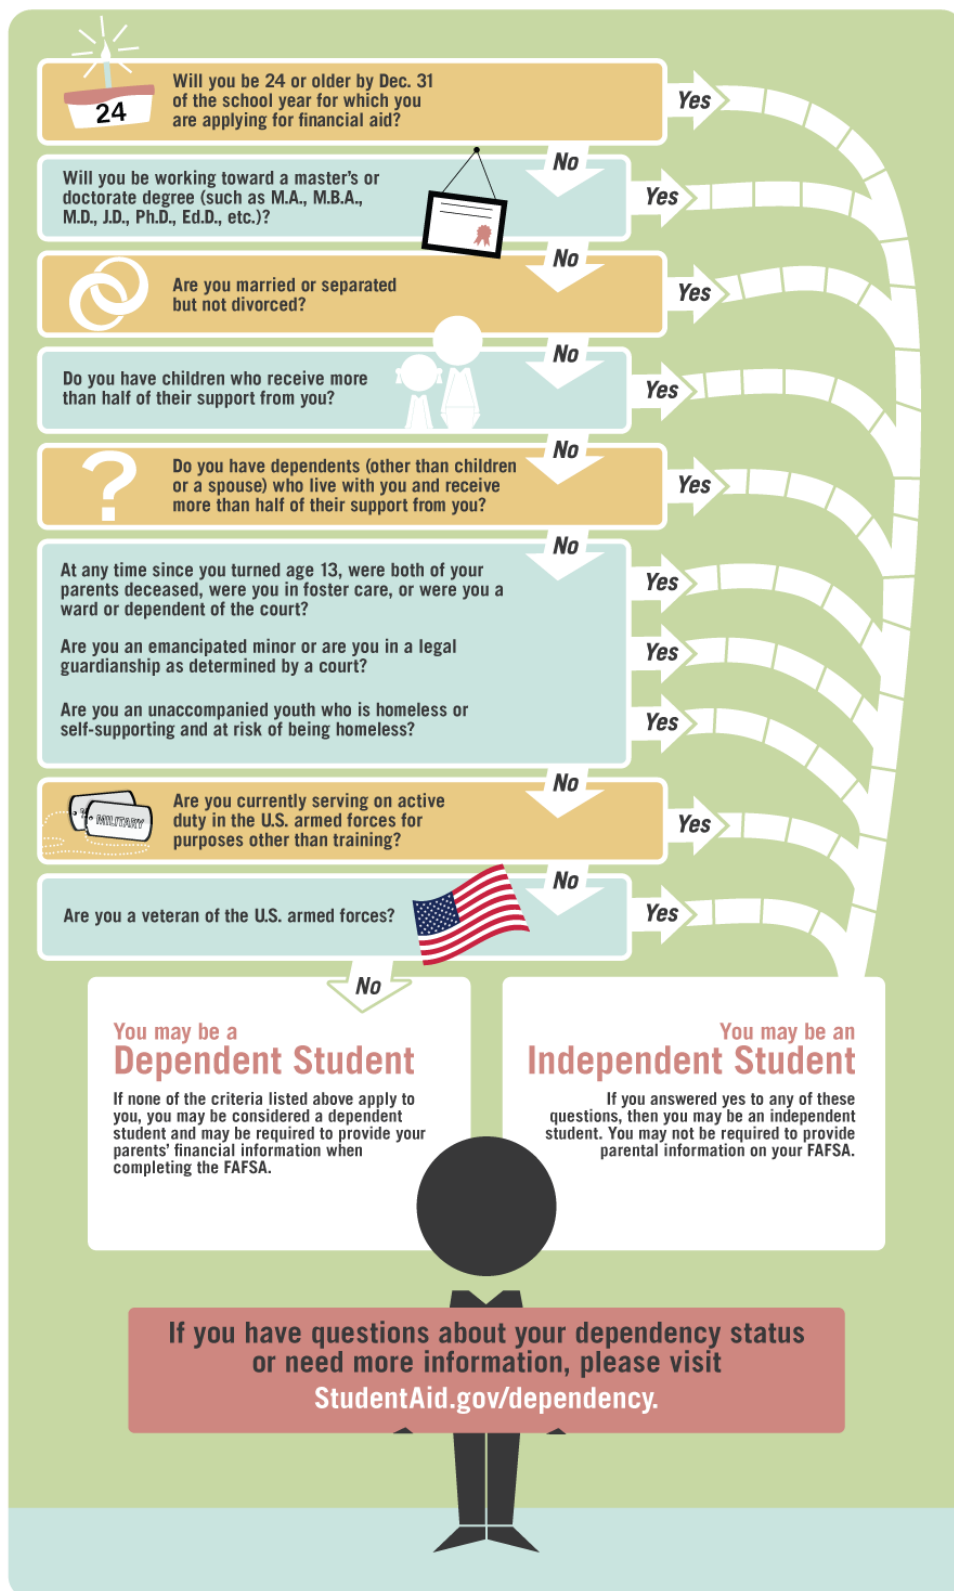 24
Will you be 24 or older by Dec. 31
of the school year for which you
are applying for financial aid?
Yes
No
Will you be working toward a master's or
doctorate degree (such as M.A., M.B.A.,
M.D., J.D., Ph.D., Ed.D., etc.)?
Yes
No
Are you married or separated
but not divorced?
Yes
No
Do you have children who receive more
than half of their support from you?
Yes
No
Do you have dependents (other than children
or a spouse) who live with you and receive
more than half of their support from you?
Yes
No
At any time since you turned age 13, were both of your
parents deceased, were you in foster care, or were you a
ward or dependent of the court?
Yes
Are you an emancipated minor or are you in a legal
guardianship as determined by a court?
Yes
Are you an unaccompanied youth who is homeless or
self-supporting and at risk of being homeless?
Yes
No
MILITARY
Are you currently serving on active
duty in the U.S. armed forces for
purposes other than training?
Yes
No
Are you a veteran of the U.S. armed forces?
Yes
No
You may be a
Dependent Student
If none of the criteria listed above apply to
you, you may be considered a dependent
student and may be required to provide your
parents' financial information when
completing the FAFSA.
You may be an
Independent Student
If you answered yes to any of these
questions, then you may be an independent
student. You may not be required to provide
parental information on your FAFSA.
If you have questions about your dependency status
or need more information, please visit
StudentAid.gov/dependency.